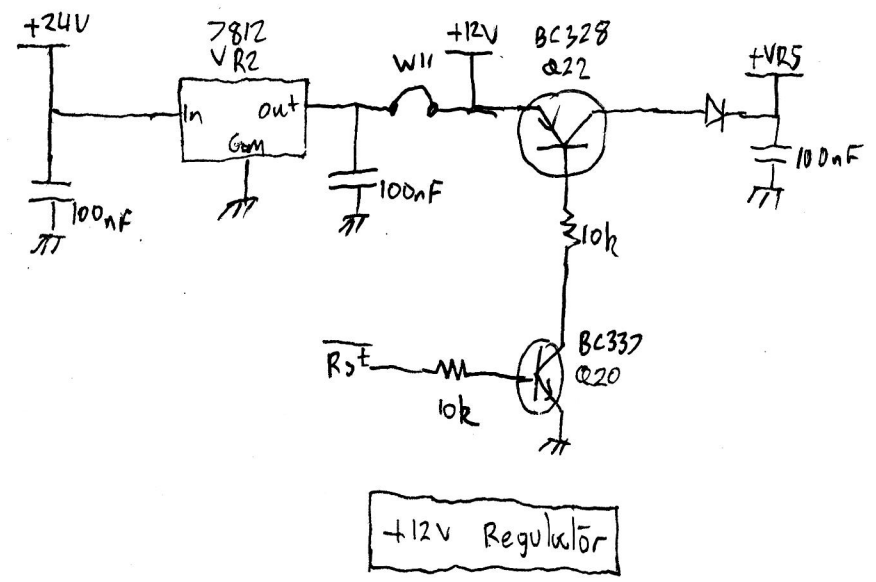 +24V
7812
VR2
In
Out
100nF
W11
+12V
100nF
BC328
Q22
+VR5
100nF
10k
Rst
10k
BC337
Q20
+12V Regulator